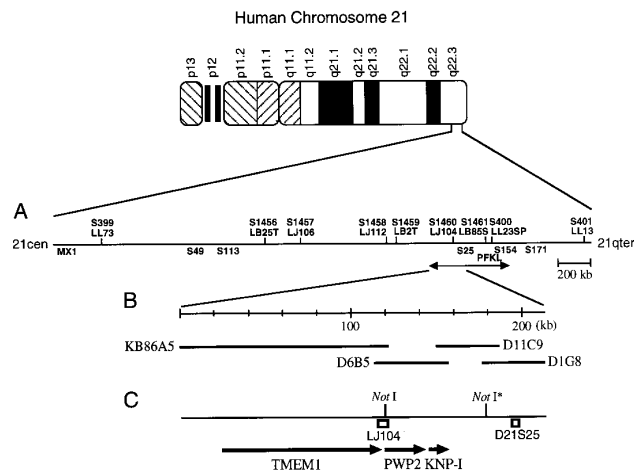 Human Chromosome 21
p13 p12 p11.2 p11.1 q11.1 q11.2 q21.1 q21.2 q21.3 q22.1 q22.2 q22.3
A
S399 S1456 S1457 S1458 S1459 S1460 S1461 S400 S401
LL73 LB25T LJ106 LJ112 LB2T LJ104 LB85S LL23SP LL13
21cen 21qter
MX1 S49 S113 S25 S154 S171
PFKL
200 kb
B
100 200 (kb)
KB86A5 D11C9
D6B5 D1G8
C
Not I Not I*
LJ104 D21S25
TMEM1 PWP2 KNP-I